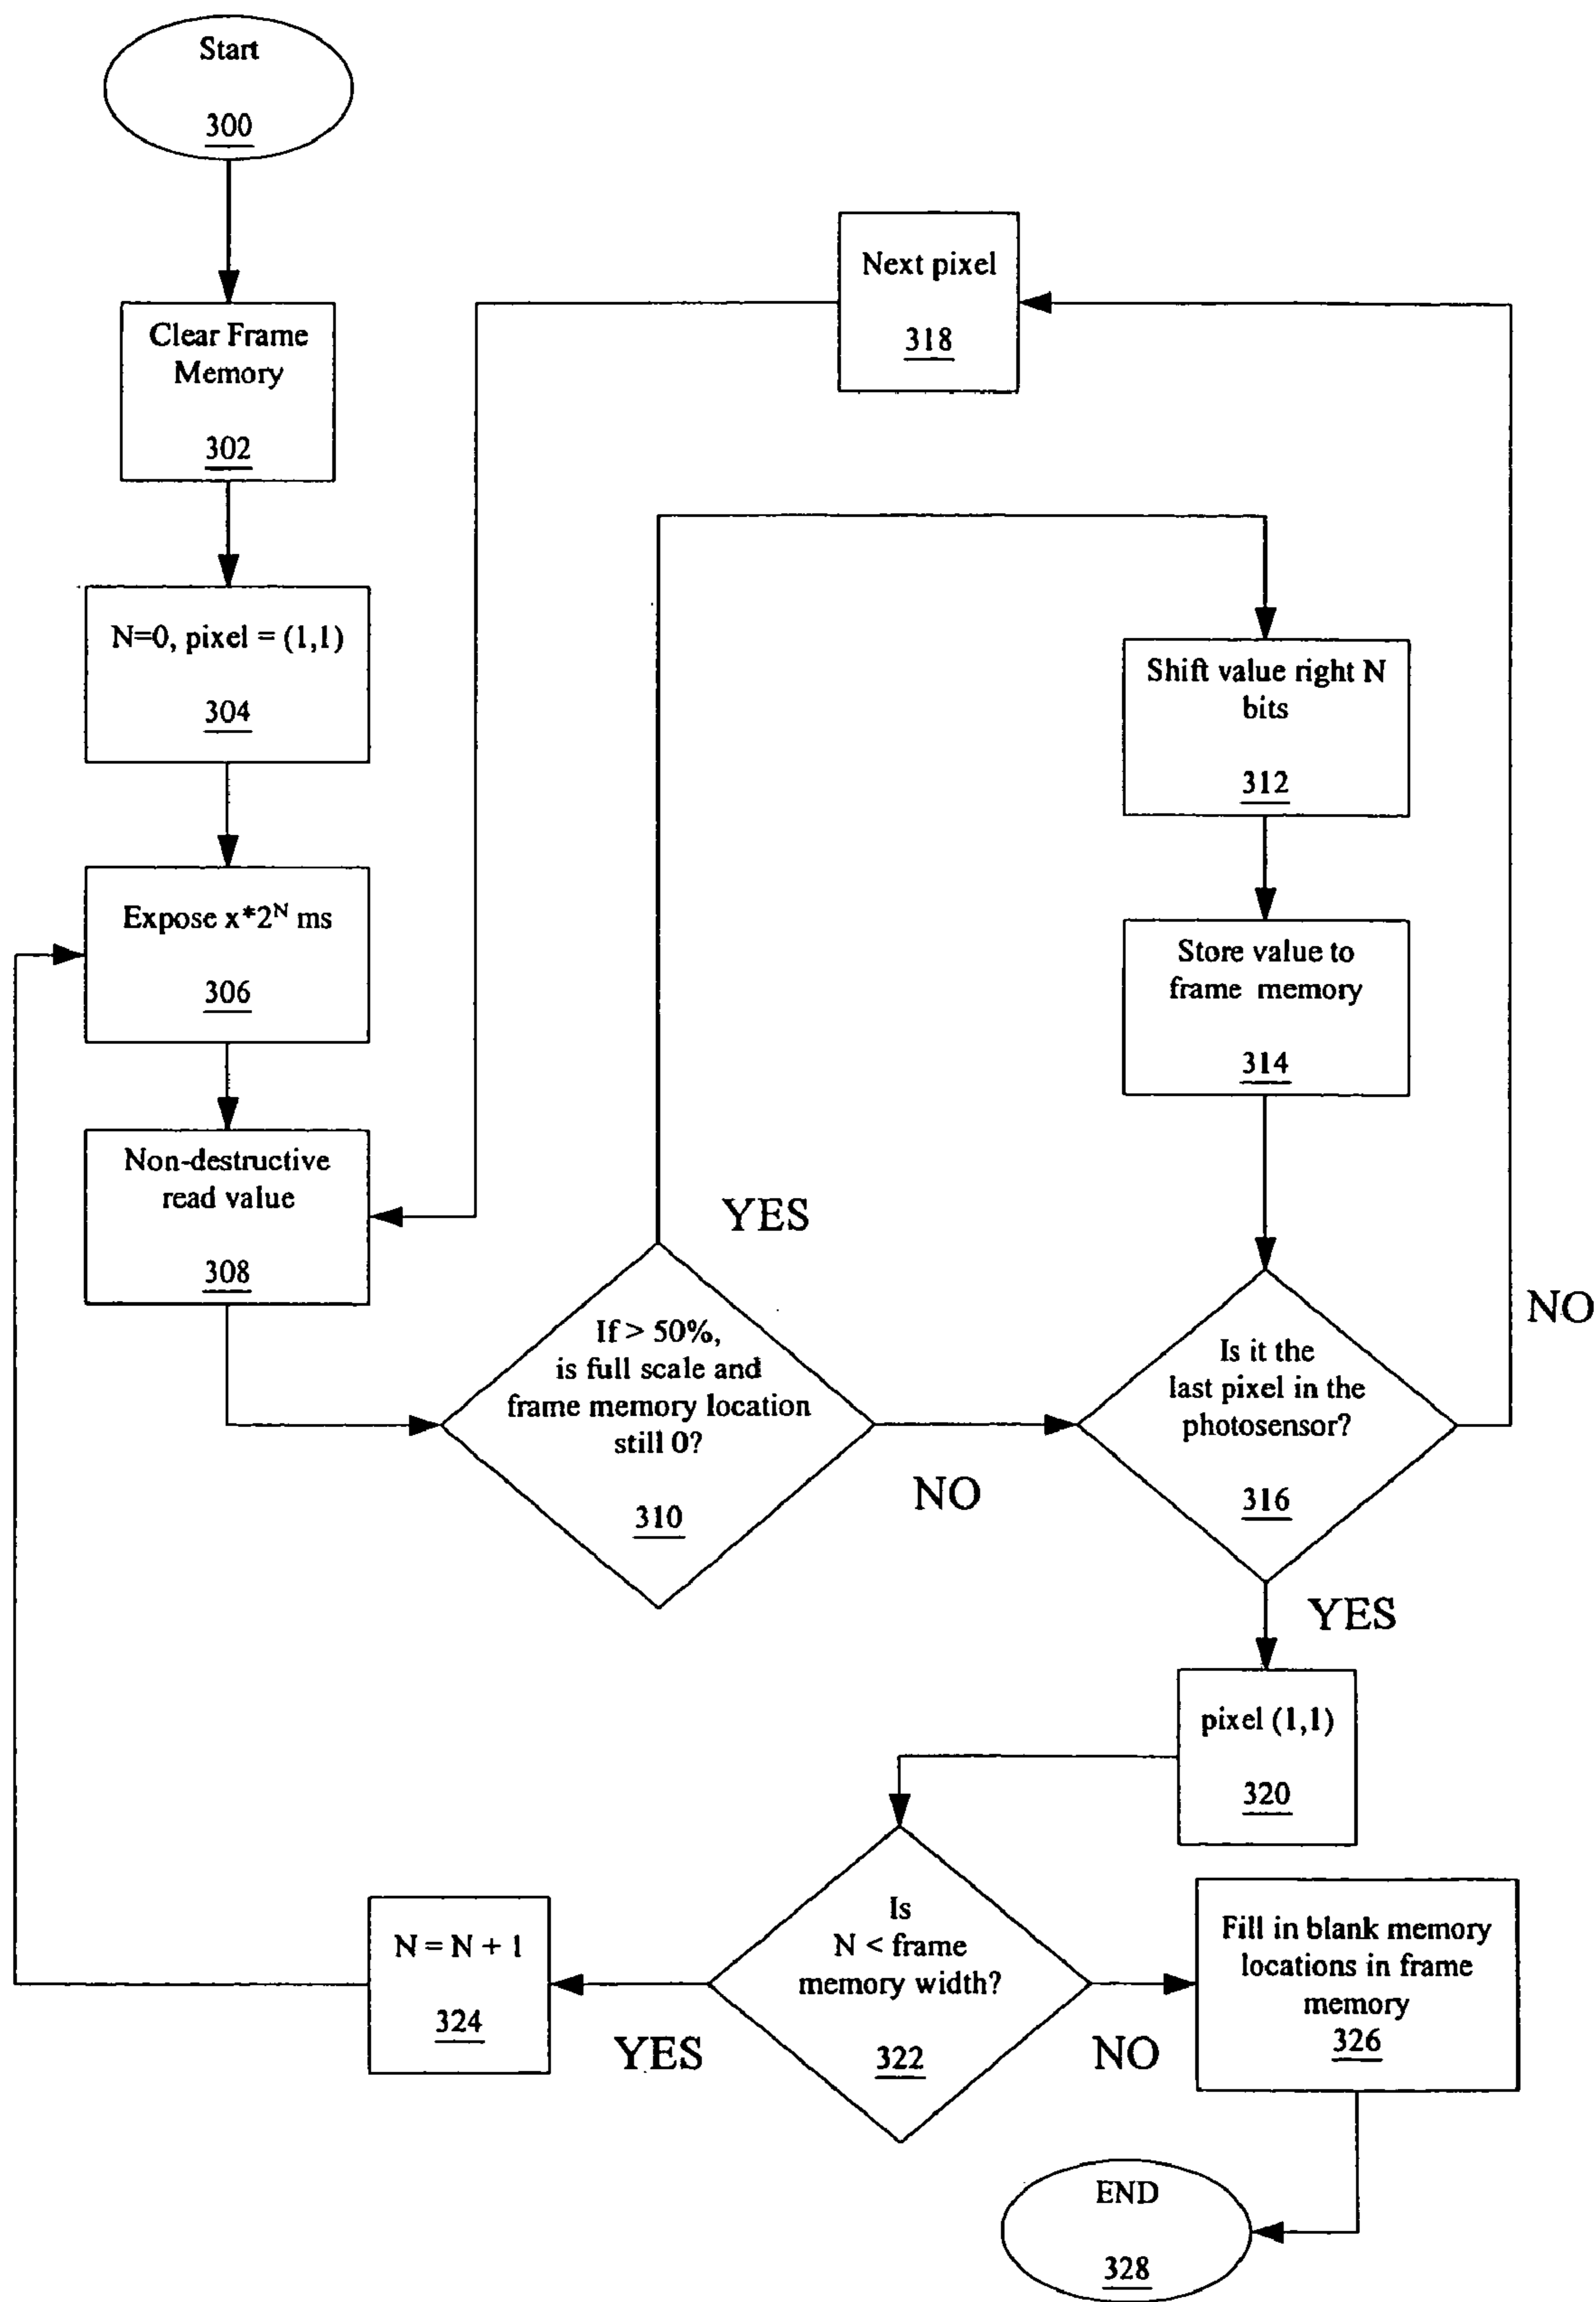 Start
300
Clear Frame
Memory
302
N=0, pixel = (1,1)
304
Expose x*2^N ms
306
Non-destructive
read value
308
Next pixel
318
Shift value right N
bits
312
Store value to
frame memory
314
YES
If > 50%,
is full scale and
frame memory location
still 0?
310
NO
Is it the
last pixel in the
photosensor?
316
NO
YES
pixel (1,1)
320
Is
N < frame
memory width?
322
YES
NO
N = N + 1
324
Fill in blank memory
locations in frame
memory
326
END
328